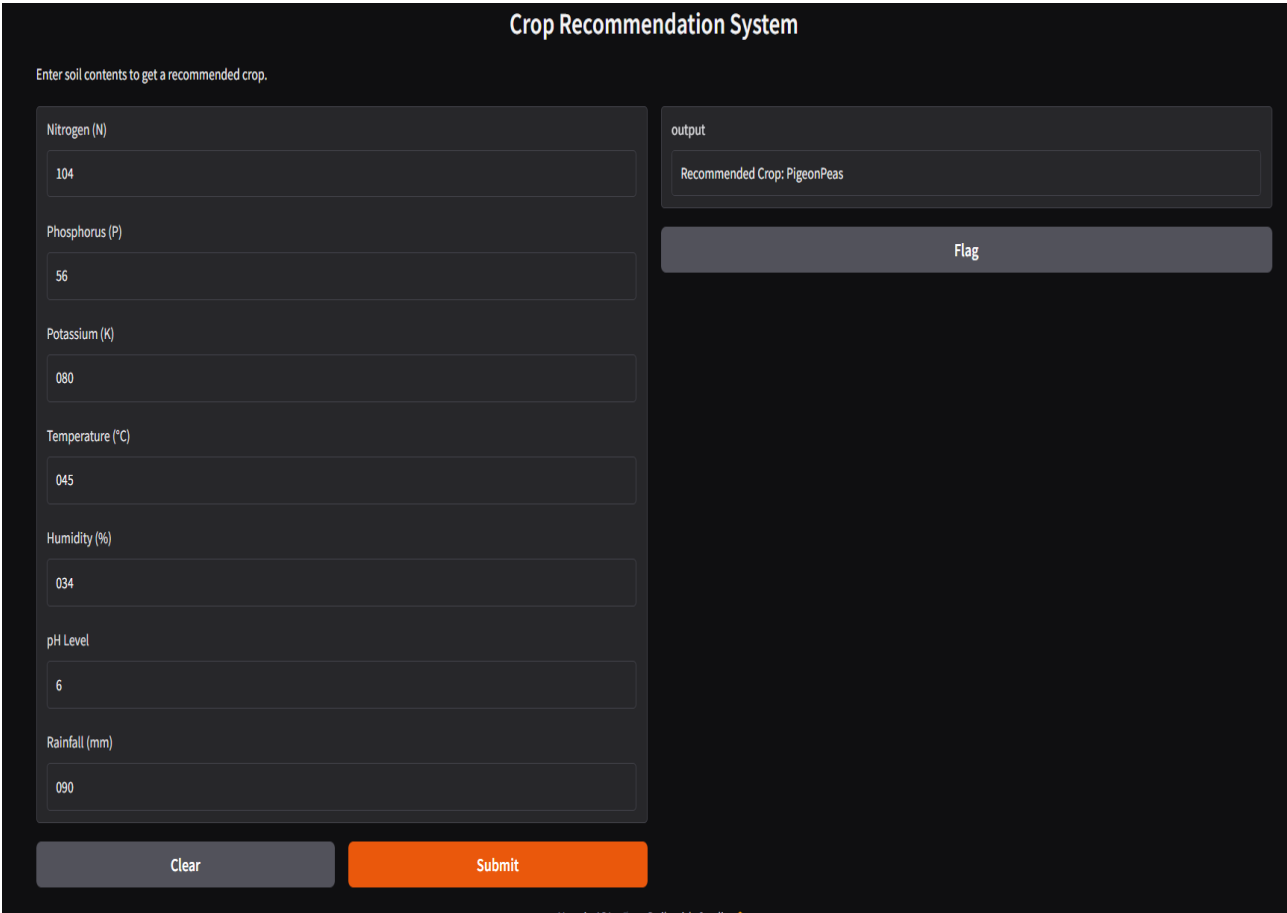 Crop Recommendation System
Enter soil contents to get a recommended crop.
Nitrogen (N)
104
Phosphorus (P)
56
Potassium (K)
080
Temperature (°C)
045
Humidity (%)
034
pH Level
6
Rainfall (mm)
090
Clear
Submit
output
Recommended Crop: PigeonPeas
Flag